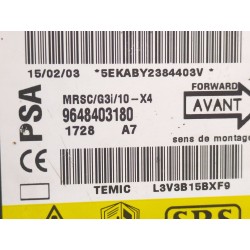 15/02/03 *5EKABY2384403V*
PSA
MRSC/G3i/10-X4
9648403180
1728 A7
FORWARD
AVANT
sens de montage
TEMIC L3V3B15BXF9
SRS